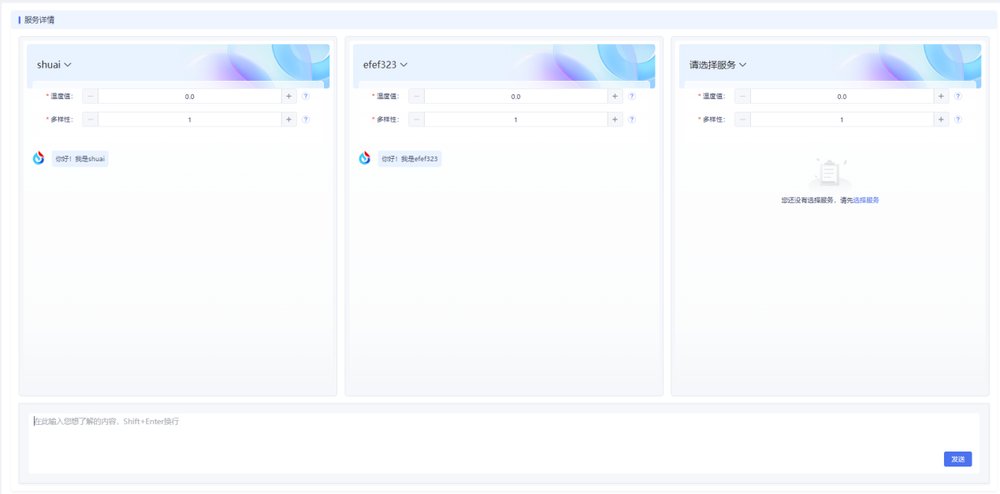 服务详情
shuai
* 温度值：
－
0.0
+
?
* 多样性：
－
1
+
?
你好！我是shuai
efef323
* 温度值：
－
0.0
+
?
* 多样性：
－
1
+
?
你好！我是efef323
请选择服务
* 温度值：
－
0.0
+
?
* 多样性：
－
1
+
?
您还没有选择服务，请先选择服务
在此输入您想了解的内容，Shift+Enter换行
发送